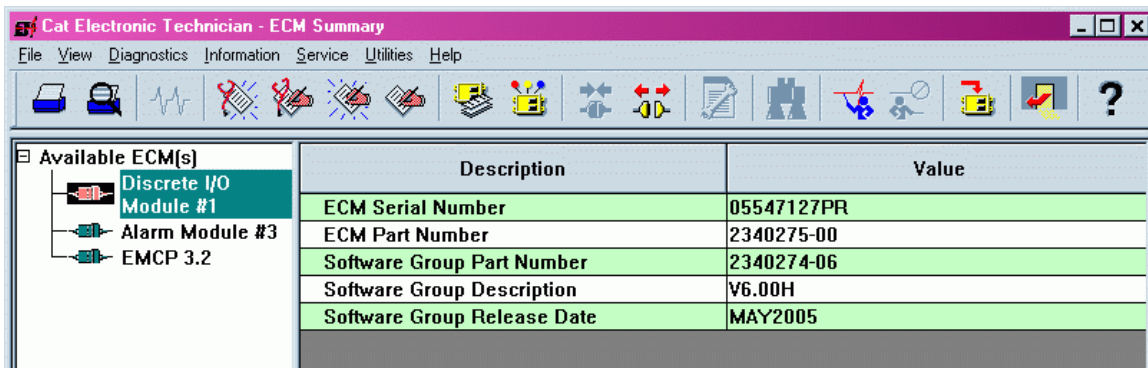 Cat Electronic Technician - ECM Summary
File View Diagnostics Information Service Utilities Help
Available ECM(s)
Discrete I/O
Module #1
Alarm Module #3
EMCP 3.2
Description Value
ECM Serial Number 05547127PR
ECM Part Number 2340275-00
Software Group Part Number 2340274-06
Software Group Description V6.00H
Software Group Release Date MAY2005